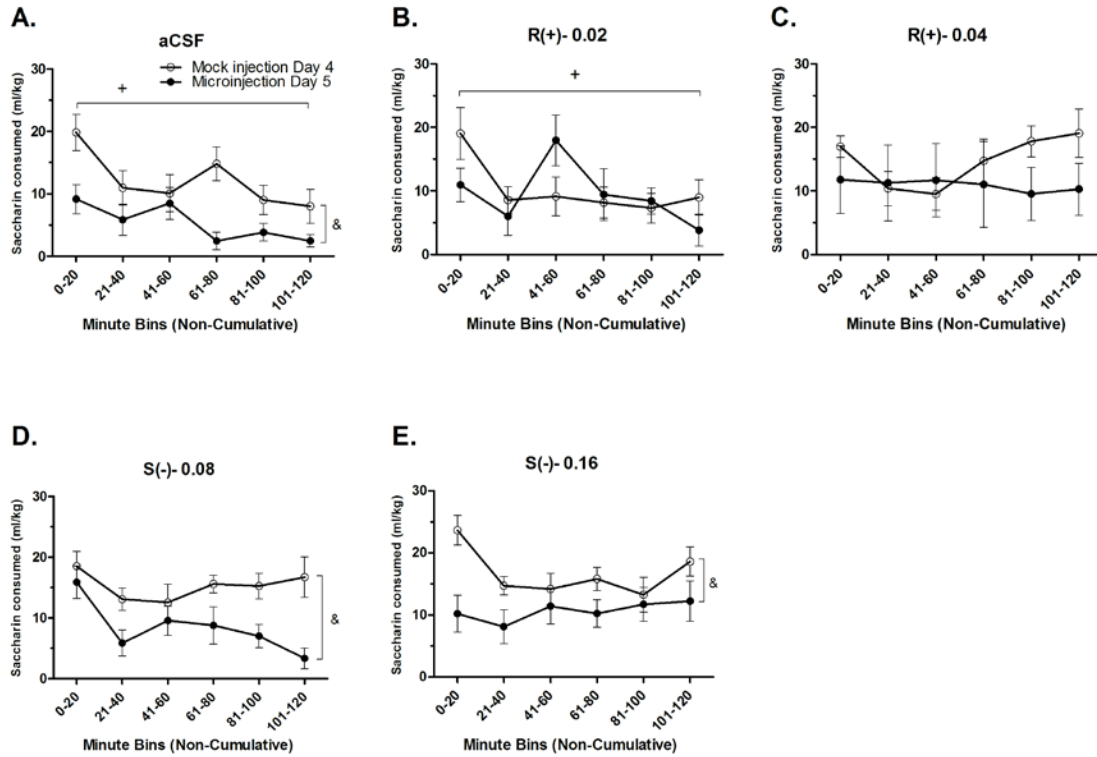 A.
aCSF
Mock injection Day 4
Microinjection Day 5
+
&
Saccharin consumed (ml/kg)
30
20
10
0
0-20
21-40
41-60
61-80
81-100
101-120
Minute Bins (Non-Cumulative)
B.
R(+)- 0.02
+
Saccharin consumed (ml/kg)
30
20
10
0
0-20
21-40
41-60
61-80
81-100
101-120
Minute Bins (Non-Cumulative)
C.
R(+)- 0.04
Saccharin consumed (ml/kg)
30
20
10
0
0-20
21-40
41-60
61-80
81-100
101-120
Minute Bins (Non-Cumulative)
D.
S(-)- 0.08
&
Saccharin consumed (ml/kg)
30
20
10
0
0-20
21-40
41-60
61-80
81-100
101-120
Minute Bins (Non-Cumulative)
E.
S(-)- 0.16
&
Saccharin consumed (ml/kg)
30
20
10
0
0-20
21-40
41-60
61-80
81-100
101-120
Minute Bins (Non-Cumulative)